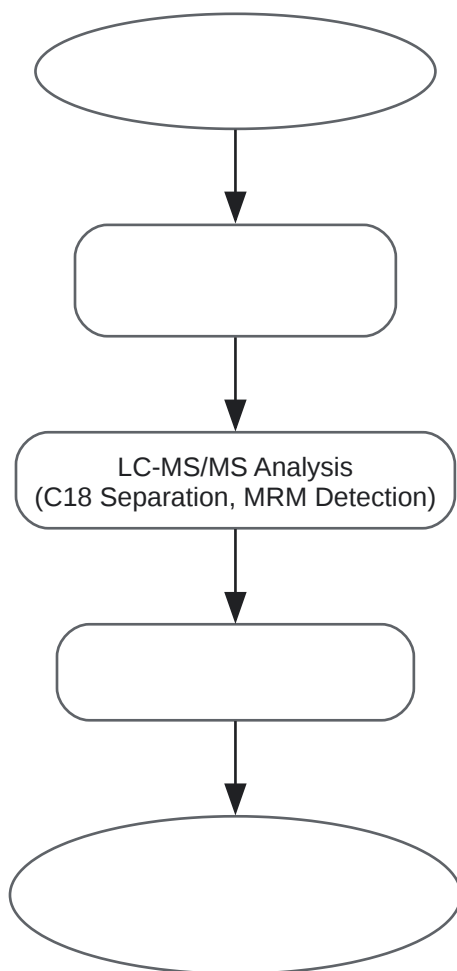 LC-MS/MS Analysis
(C18 Separation, MRM Detection)